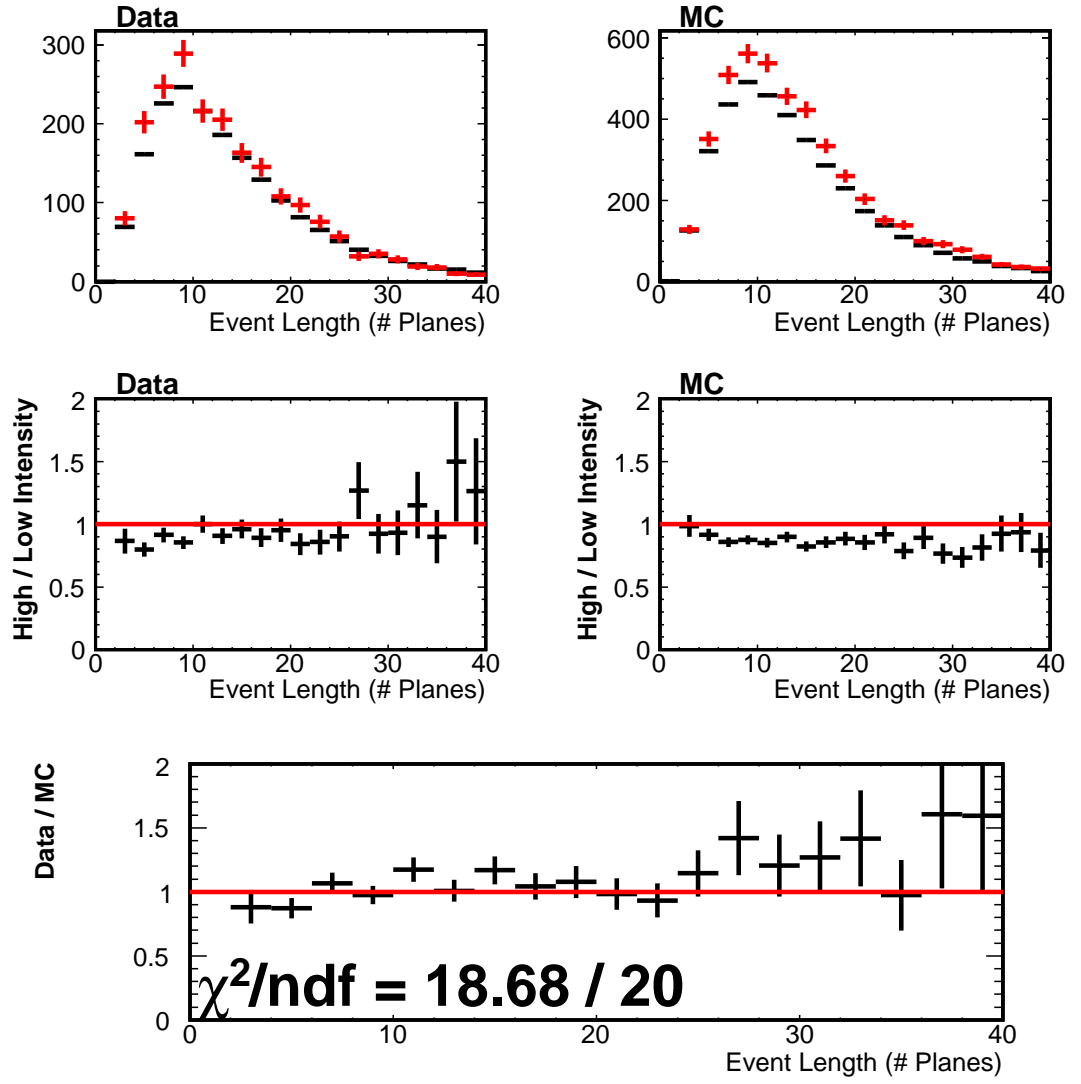 Data
300
200
100
0
0 10 20 30 40
Event Length (# Planes)
MC
600
400
200
0
0 10 20 30 40
Event Length (# Planes)
Data
High / Low Intensity
2
1.5
1
0.5
0
0 10 20 30 40
Event Length (# Planes)
MC
High / Low Intensity
2
1.5
1
0.5
0
0 10 20 30 40
Event Length (# Planes)
Data / MC
2
1.5
1
0.5
0
χ²/ndf = 18.68 / 20
0 10 20 30 40
Event Length (# Planes)